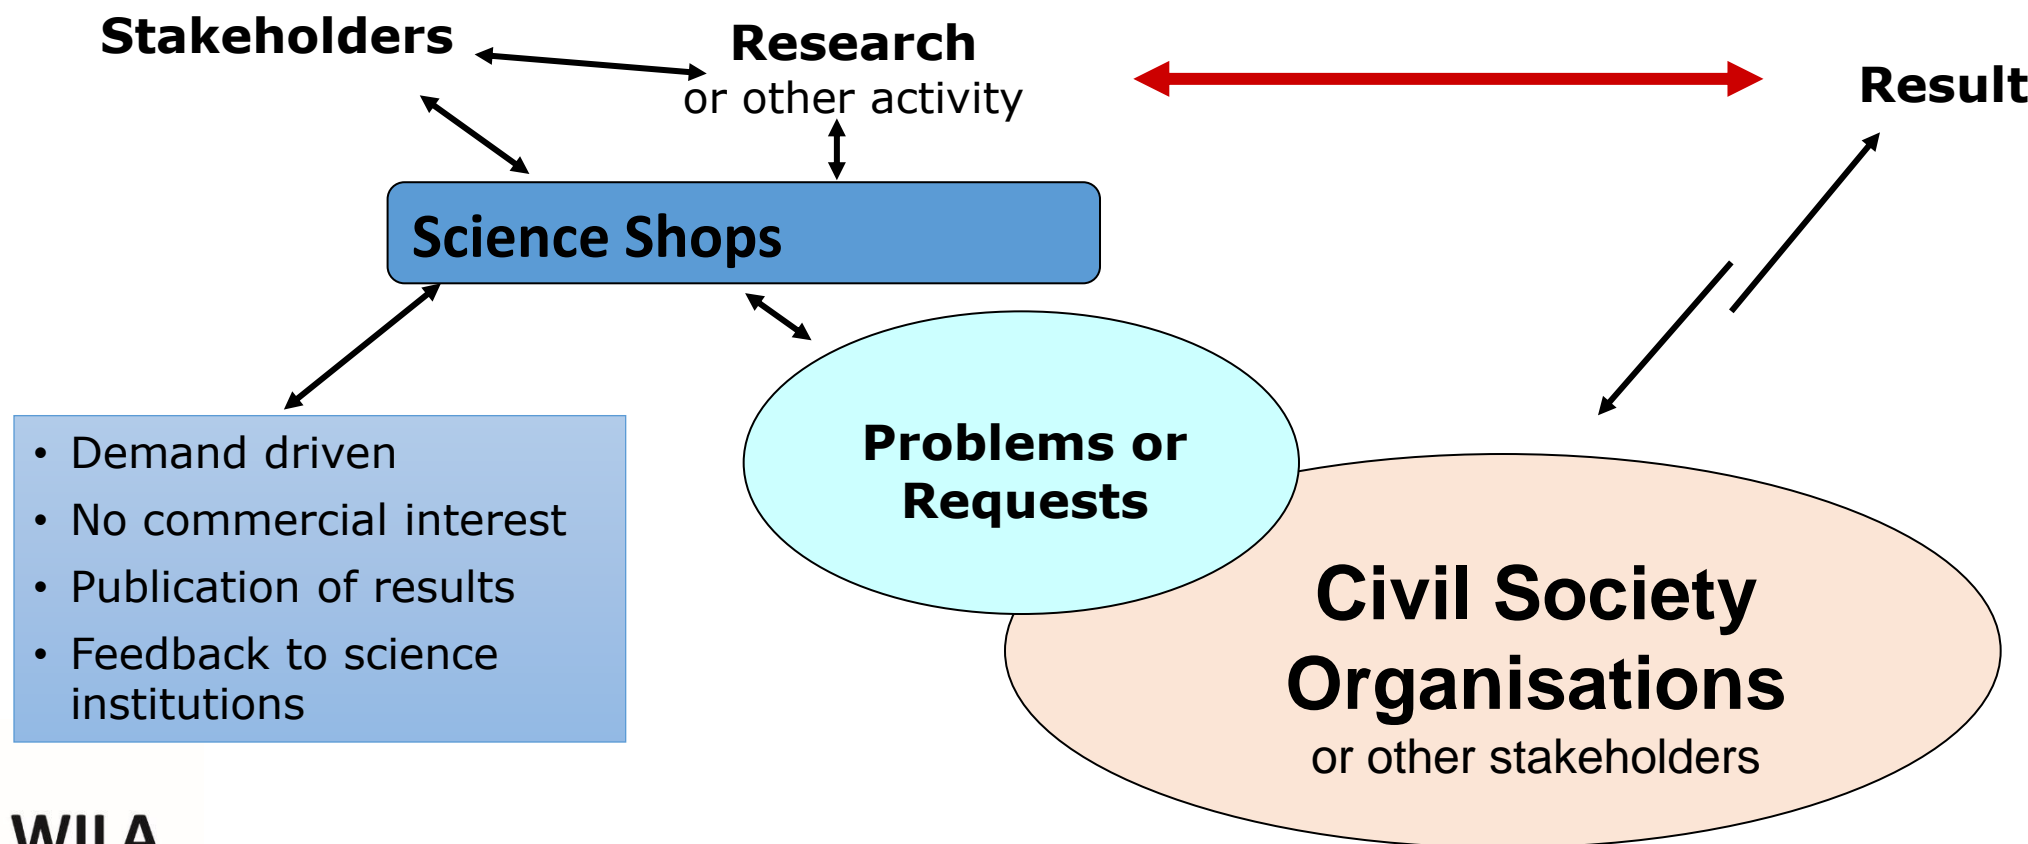 Stakeholders
Research
or other activity
Result
Science Shops
• Demand driven
• No commercial interest
• Publication of results
• Feedback to science
institutions
Problems or
Requests
Civil Society
Organisations
or other stakeholders